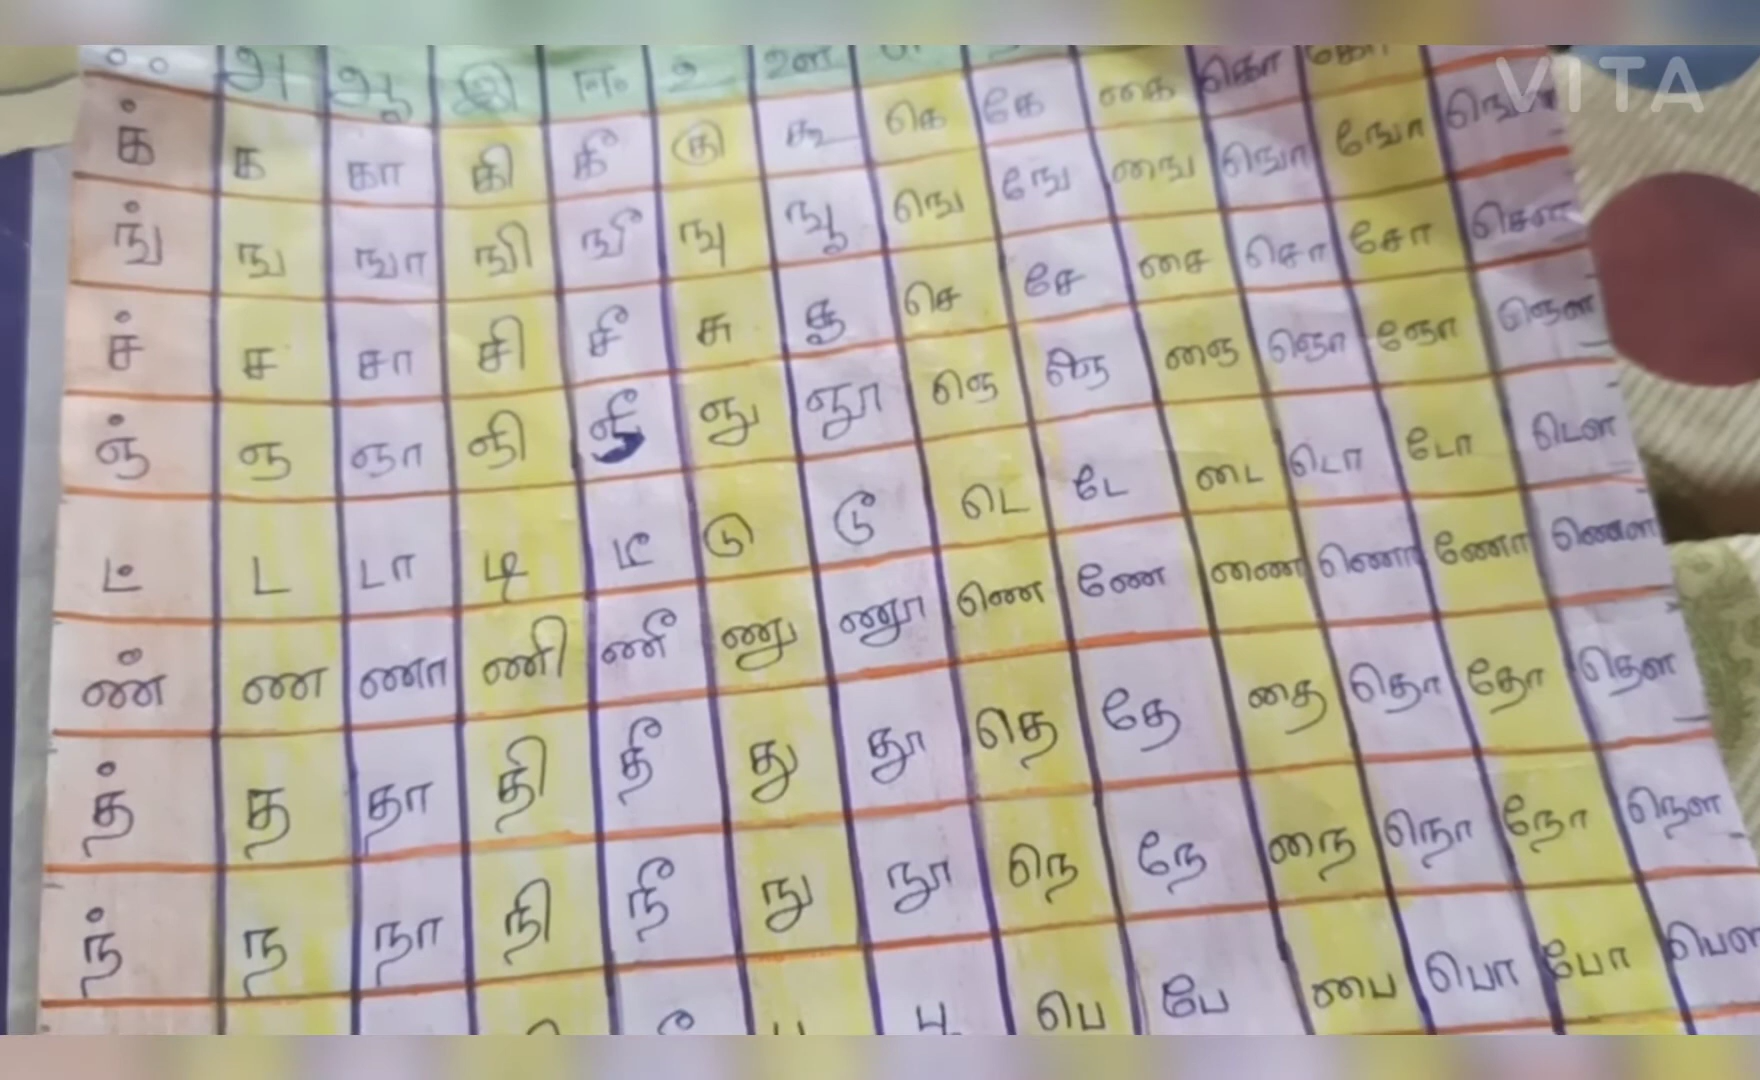 VITA
ஃ அ ஆ இ ஈ உ ஊ
க் க கா கி கீ கு கூ கெ கே கை கொ கோ
ங் ங ஙா ஙி ஙீ ஙு ஙூ ஙெ ஙே ஙை ஙொ ஙோ ஙௌ
ச் ச சா சி சீ சு சூ செ சே சை சொ சோ சௌ
ஞ் ஞ ஞா ஞி ஞீ ஞு ஞூ ஞெ ஞே ஞை ஞொ ஞோ ஞௌ
ட் ட டா டி டீ டு டூ டெ டே டை டொ டோ டௌ
ண் ண ணா ணி ணீ ணு ணூ ணெ ணே ணை ணொ ணோ ணௌ
த் த தா தி தீ து தூ தெ தே தை தொ தோ தௌ
ந் ந நா நி நீ நு நூ நெ நே நை நொ நோ நௌ
பெ பே பை பொ போ பௌ